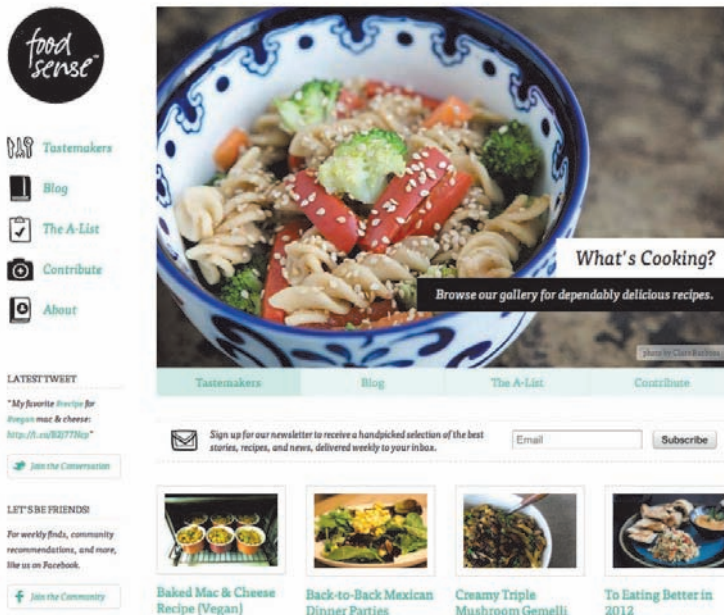 food
sense™
Tastemakers
Blog
The A-List
Contribute
About
LATEST TWEET
"My favorite #recipe for
#vegan mac & cheese:
Join the Conversation
LET'S BE FRIENDS!
For weekly finds, community
recommendations, and more,
like us on Facebook.
Join the Community
What's Cooking?
Browse our gallery for dependably delicious recipes.
photo by
Tastemakers
Blog
The A-List
Contribute
Sign up for our newsletter to receive a handpicked selection of the best
stories, recipes, and news, delivered weekly to your inbox.
Email
Subscribe
Baked Mac & Cheese
Recipe (Vegan)
Back-to-Back Mexican
Dinner Parties
Creamy Triple
Mushroom Gemelli
To Eating Better in
2012